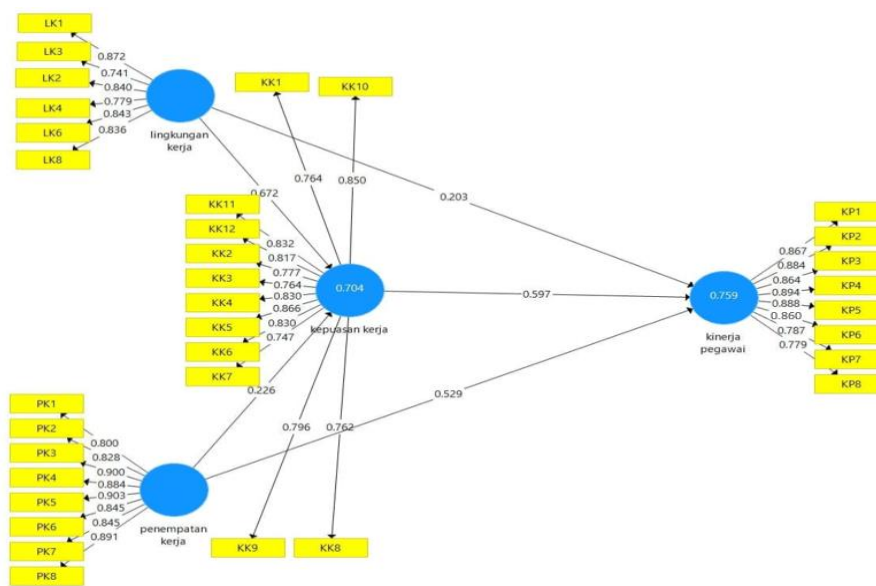 LK1
LK3
LK2
LK4
LK6
LK8
0.872
0.741
0.840
0.779
0.843
0.836
lingkungan
kerja
KK1
KK10
0.764
0.850
0.672
0.203
KK11
KK12
KK2
KK3
KK4
KK5
KK6
KK7
0.832
0.817
0.777
0.764
0.830
0.866
0.830
0.747
0.704
kepuasan kerja
0.597
0.759
kinerja
pegawai
0.867
0.884
0.864
0.894
0.888
0.860
0.787
0.779
KP1
KP2
KP3
KP4
KP5
KP6
KP7
KP8
0.226
0.529
0.796
0.762
PK1
PK2
PK3
PK4
PK5
PK6
PK7
PK8
0.800
0.828
0.900
0.884
0.903
0.845
0.845
0.891
penempatan
kerja
KK9
KK8